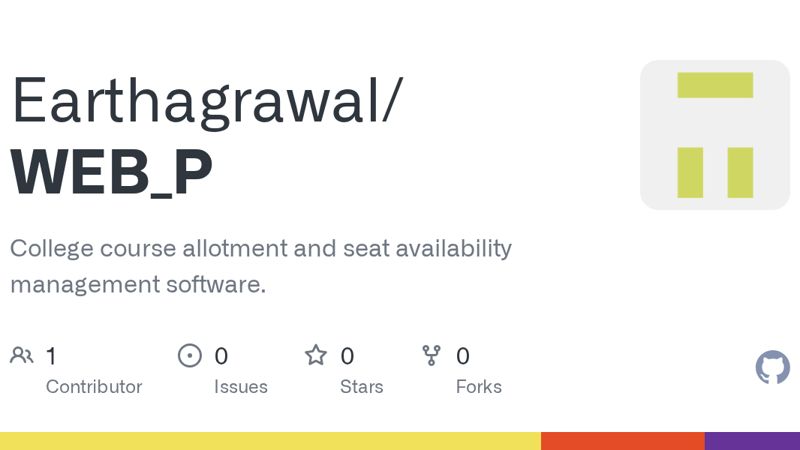 Earthagrawal/
WEB_P
College course allotment and seat availability
management software.
1
Contributor
0
Issues
0
Stars
0
Forks